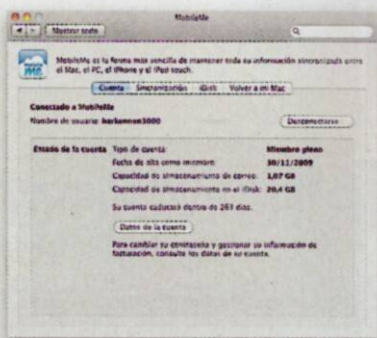 MobileMe
Mostrar todo
MobileMe es la forma más sencilla de mantener toda su información sincronizada entre
el Mac, el PC, el iPhone y el iPod touch.
me
Cuenta Sincronización iDisk Volver a mi Mac
Conectado a MobileMe
Nombre de usuario: harkonnen3000 Desconectarse
Estado de la cuenta Tipo de cuenta: Miembro pleno
Fecha de alta como miembro: 30/11/2009
Capacidad de almacenamiento de correo: 1,07 GB
Capacidad de almacenamiento en el iDisk: 20,4 GB
Su cuenta caducará dentro de 263 días.
Datos de la cuenta
Para cambiar su contraseña y gestionar su información de
facturación, consulte los datos de su cuenta.